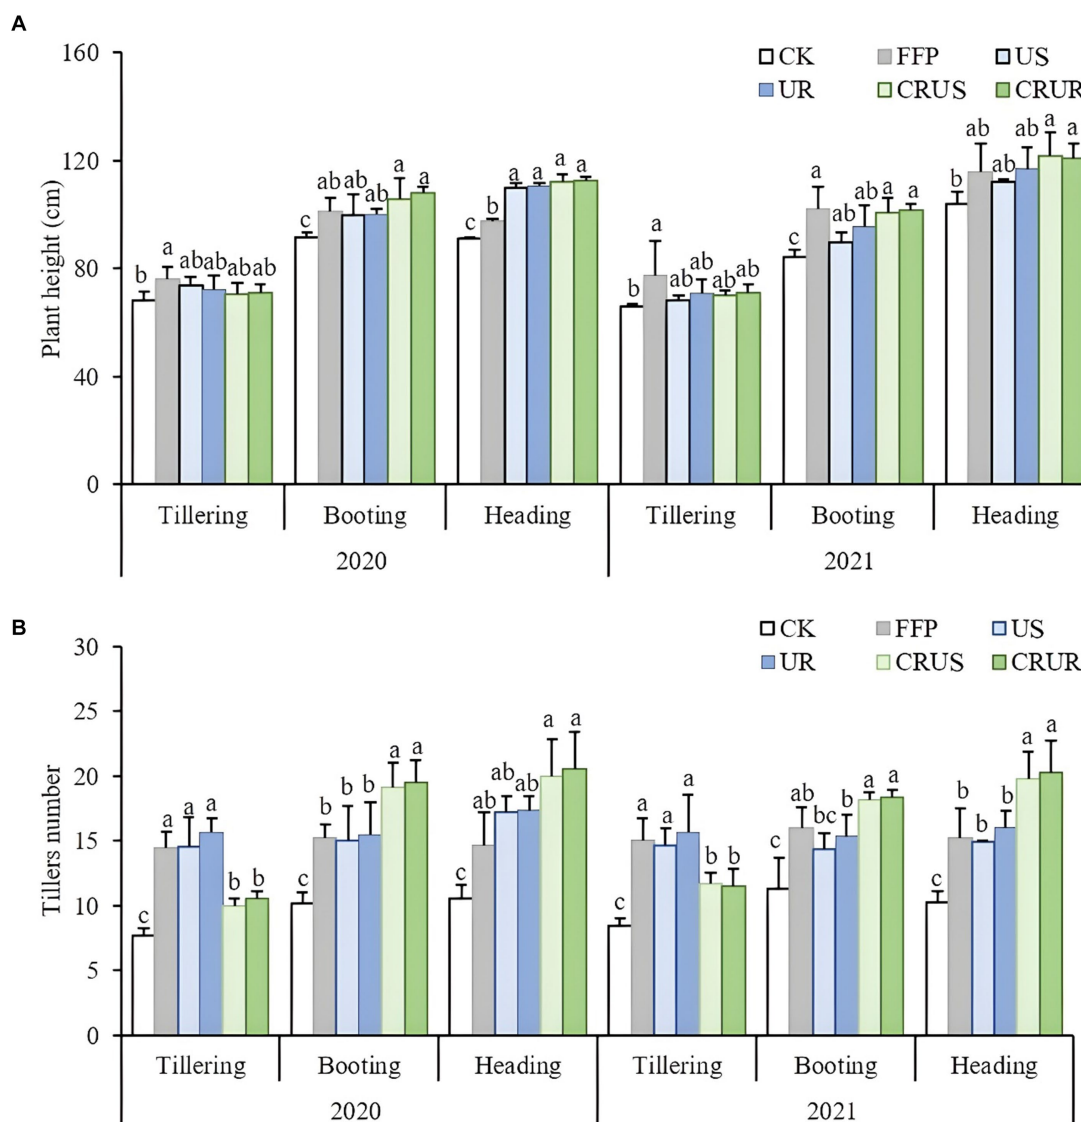 A
160
120
80
40
0
Plant height (cm)
CK FFP US
UR CRUS CRUR
b a ab ab ab ab
c ab ab ab a a
c b a a a a
b a ab ab ab ab
c a ab ab a a
b ab ab ab a a
Tillering Booting Heading Tillering Booting Heading
2020 2021
B
30
25
20
15
10
5
0
Tillers number
CK FFP US
UR CRUS CRUR
c a a a b b
c b b b a a
c ab ab ab a a
c a a a b b
c ab bc b a a
c b b b a a
Tillering Booting Heading Tillering Booting Heading
2020 2021